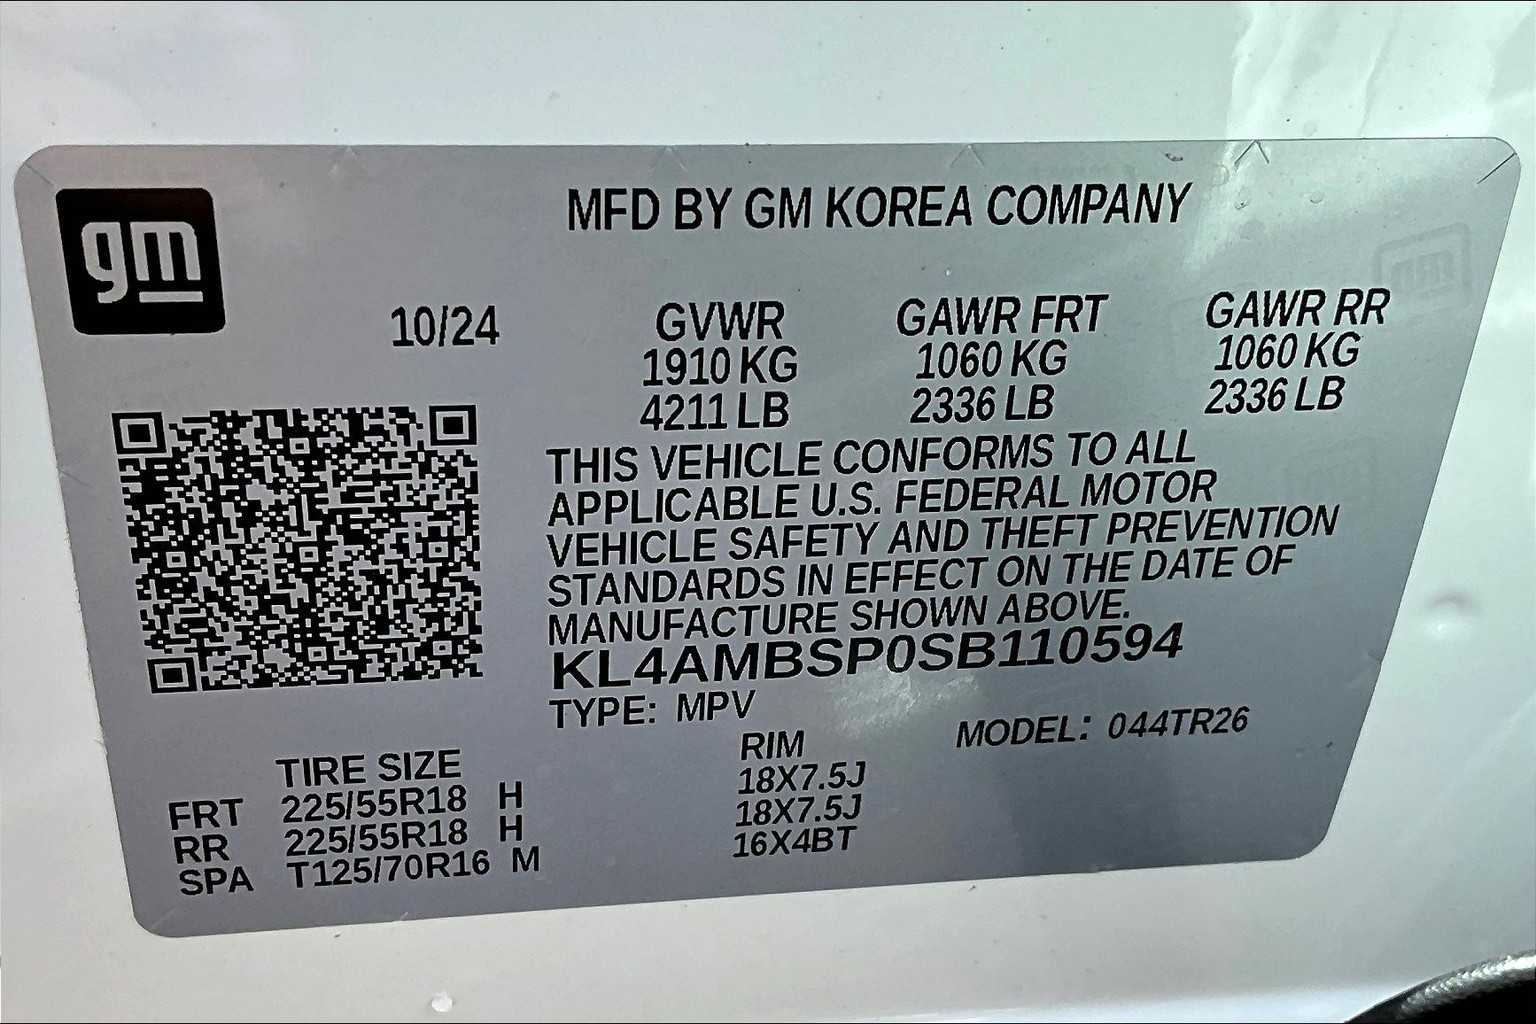 gm
MFD BY GM KOREA COMPANY
10/24 GVWR GAWR FRT GAWR RR
1910 KG 1060 KG 1060 KG
4211 LB 2336 LB 2336 LB
THIS VEHICLE CONFORMS TO ALL
APPLICABLE U.S. FEDERAL MOTOR
VEHICLE SAFETY AND THEFT PREVENTION
STANDARDS IN EFFECT ON THE DATE OF
MANUFACTURE SHOWN ABOVE.
KL4AMBSP0SB110594
TYPE: MPV MODEL: 044TR26
TIRE SIZE RIM
FRT 225/55R18 H 18X7.5J
RR 225/55R18 H 18X7.5J
SPA T125/70R16 M 16X4BT